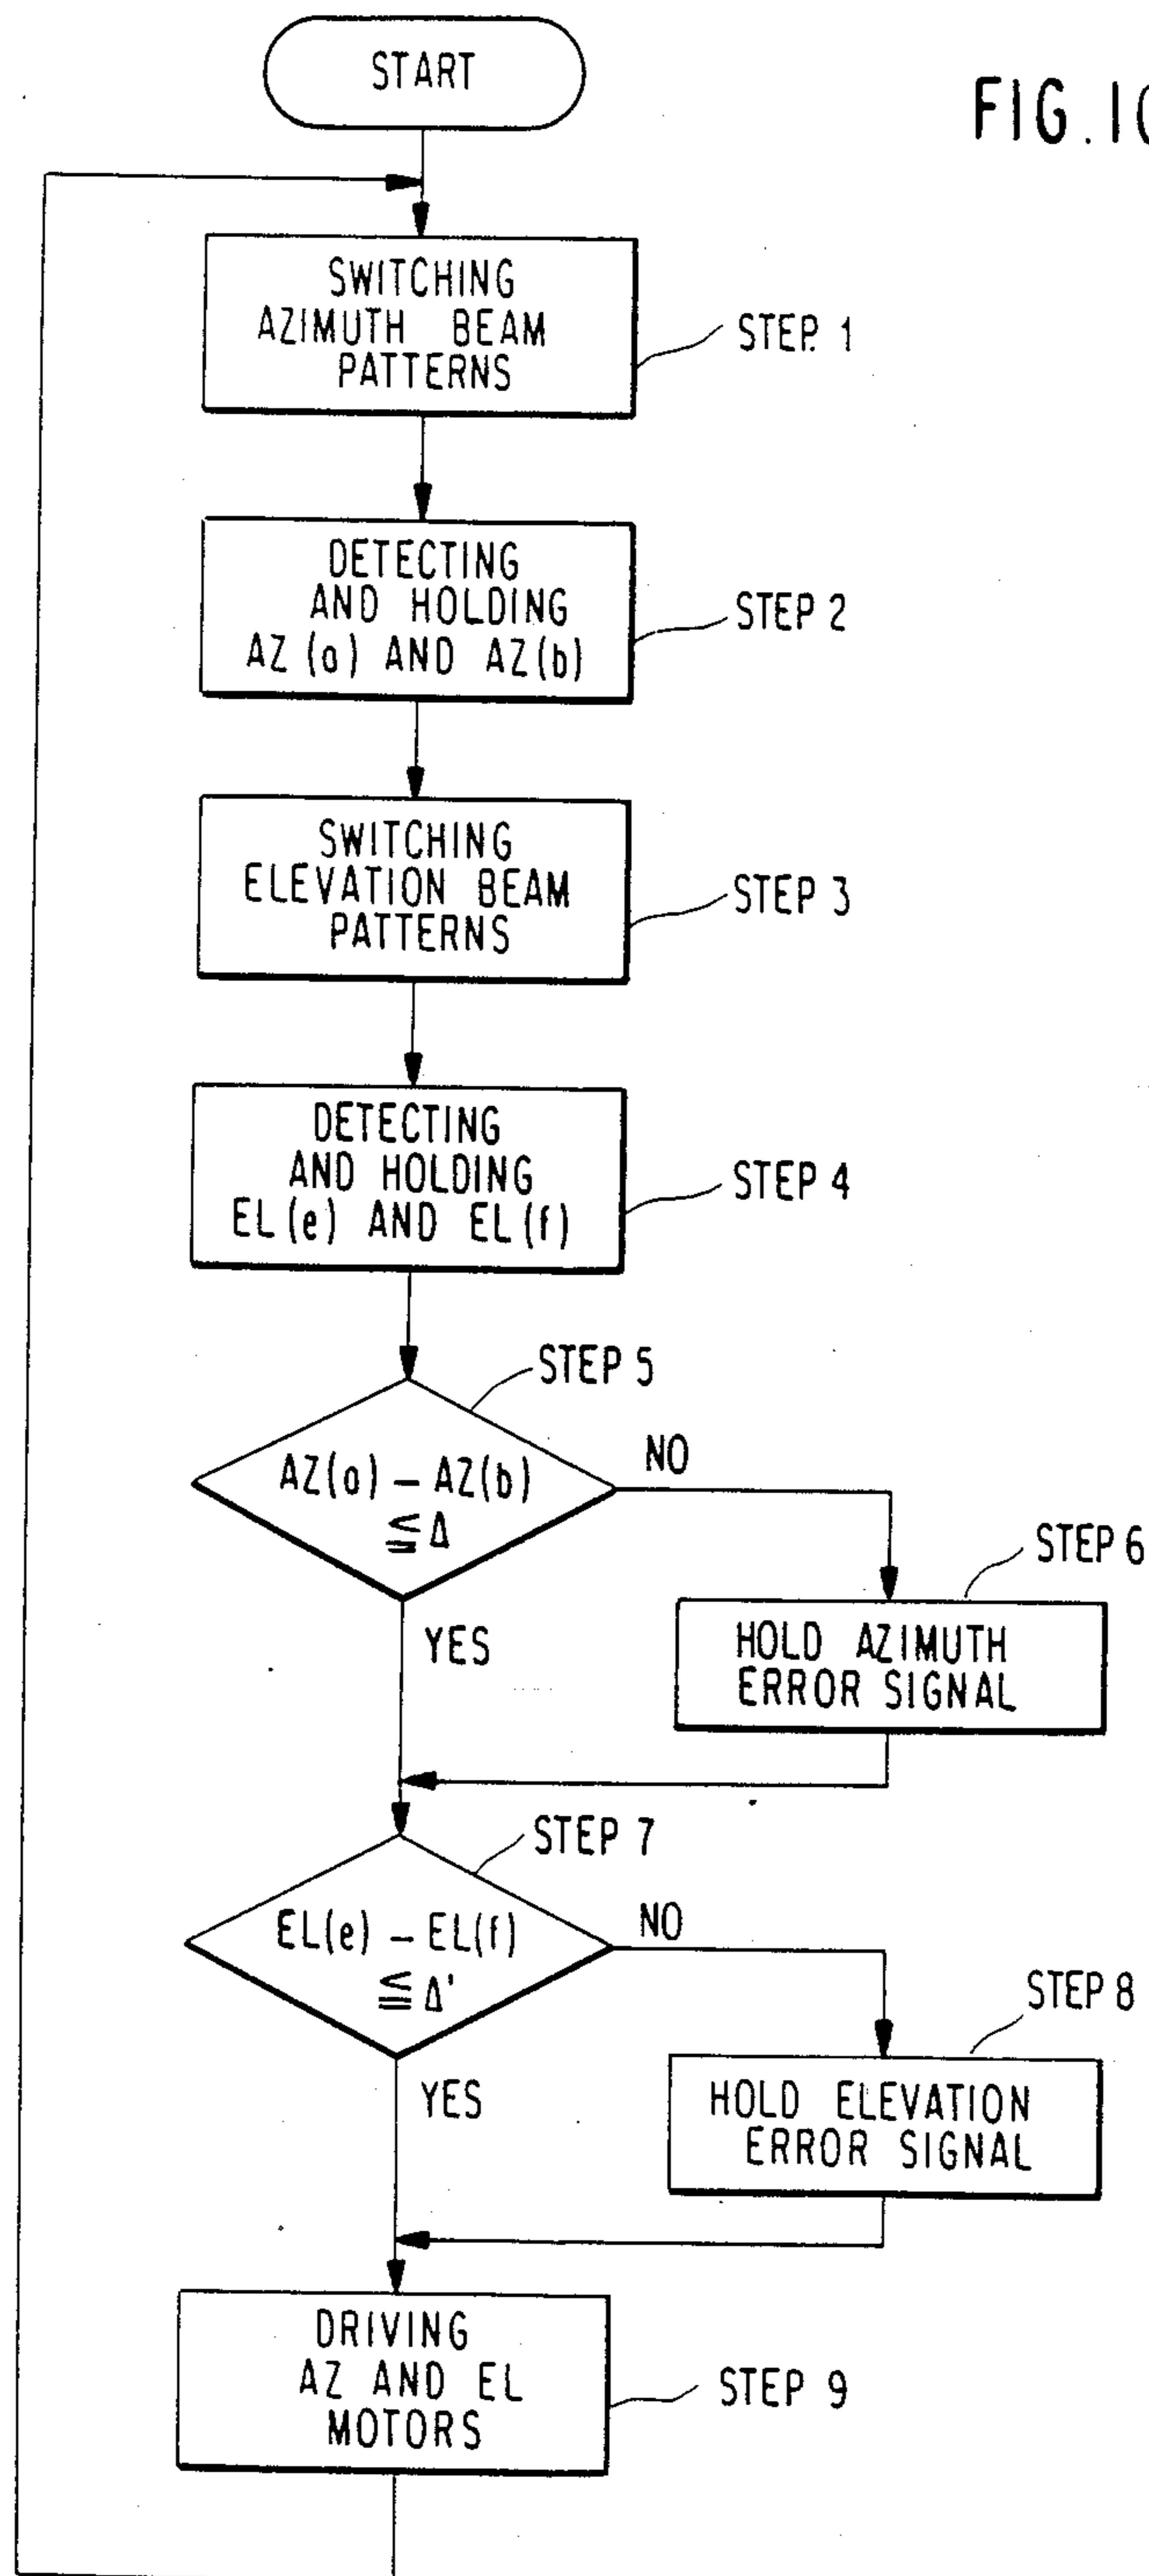 START
FIG. 10
SWITCHING
AZIMUTH BEAM
PATTERNS
STEP 1
DETECTING
AND HOLDING
AZ(a) AND AZ(b)
STEP 2
SWITCHING
ELEVATION BEAM
PATTERNS
STEP 3
DETECTING
AND HOLDING
EL(e) AND EL(f)
STEP 4
STEP 5
AZ(a) – AZ(b)
≦ Δ
NO
YES
STEP 6
HOLD AZIMUTH
ERROR SIGNAL
STEP 7
EL(e) – EL(f)
≦ Δ'
NO
YES
STEP 8
HOLD ELEVATION
ERROR SIGNAL
DRIVING
AZ AND EL
MOTORS
STEP 9